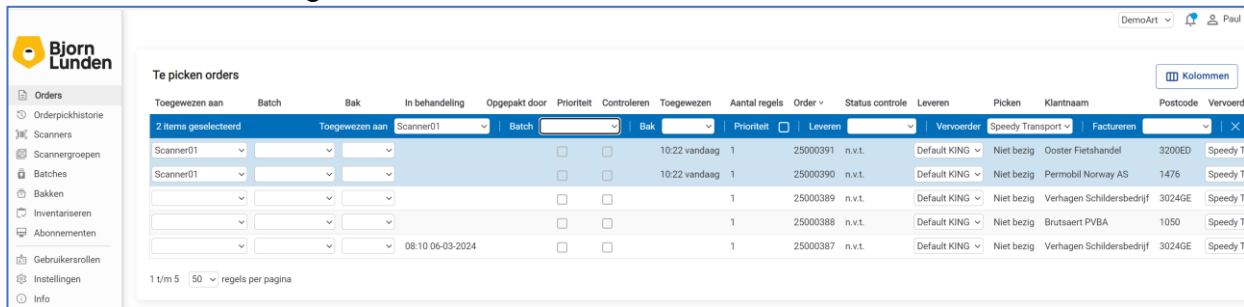 DemoArt Paul
Bjorn
Lunden
Orders
Orderpickhistorie
Scanners
Scannergroepen
Batches
Bakken
Inventariseren
Abonnementen
Gebruikersrollen
Instellingen
Info
Te picken orders
Kolommen
Toegewezen aan Batch Bak In behandeling Opgepakt door Prioriteit Controleren Toegewezen Aantal regels Order Status controle Leveren Picken Klantnaam Postcode Vervoerd
2 items geselecteerd Toegewezen aan Scanner01 | Batch | Bak | Prioriteit | Leveren | Vervoerder Speedy Transport | Factureren
Scanner01 10:22 vandaag 1 25000391 n.v.t. Default KING Niet bezig Ooster Fietshandel 3200ED Speedy T
Scanner01 10:22 vandaag 1 25000390 n.v.t. Default KING Niet bezig Permobil Norway AS 1476 Speedy T
1 25000389 n.v.t. Default KING Niet bezig Verhagen Schildersbedrijf 3024GE Speedy T
1 25000388 n.v.t. Default KING Niet bezig Brutsaert PVBA 1050 Speedy T
08:10 06-03-2024 1 25000387 n.v.t. Default KING Niet bezig Verhagen Schildersbedrijf 3024GE Speedy T
1 t/m 5 50 regels per pagina